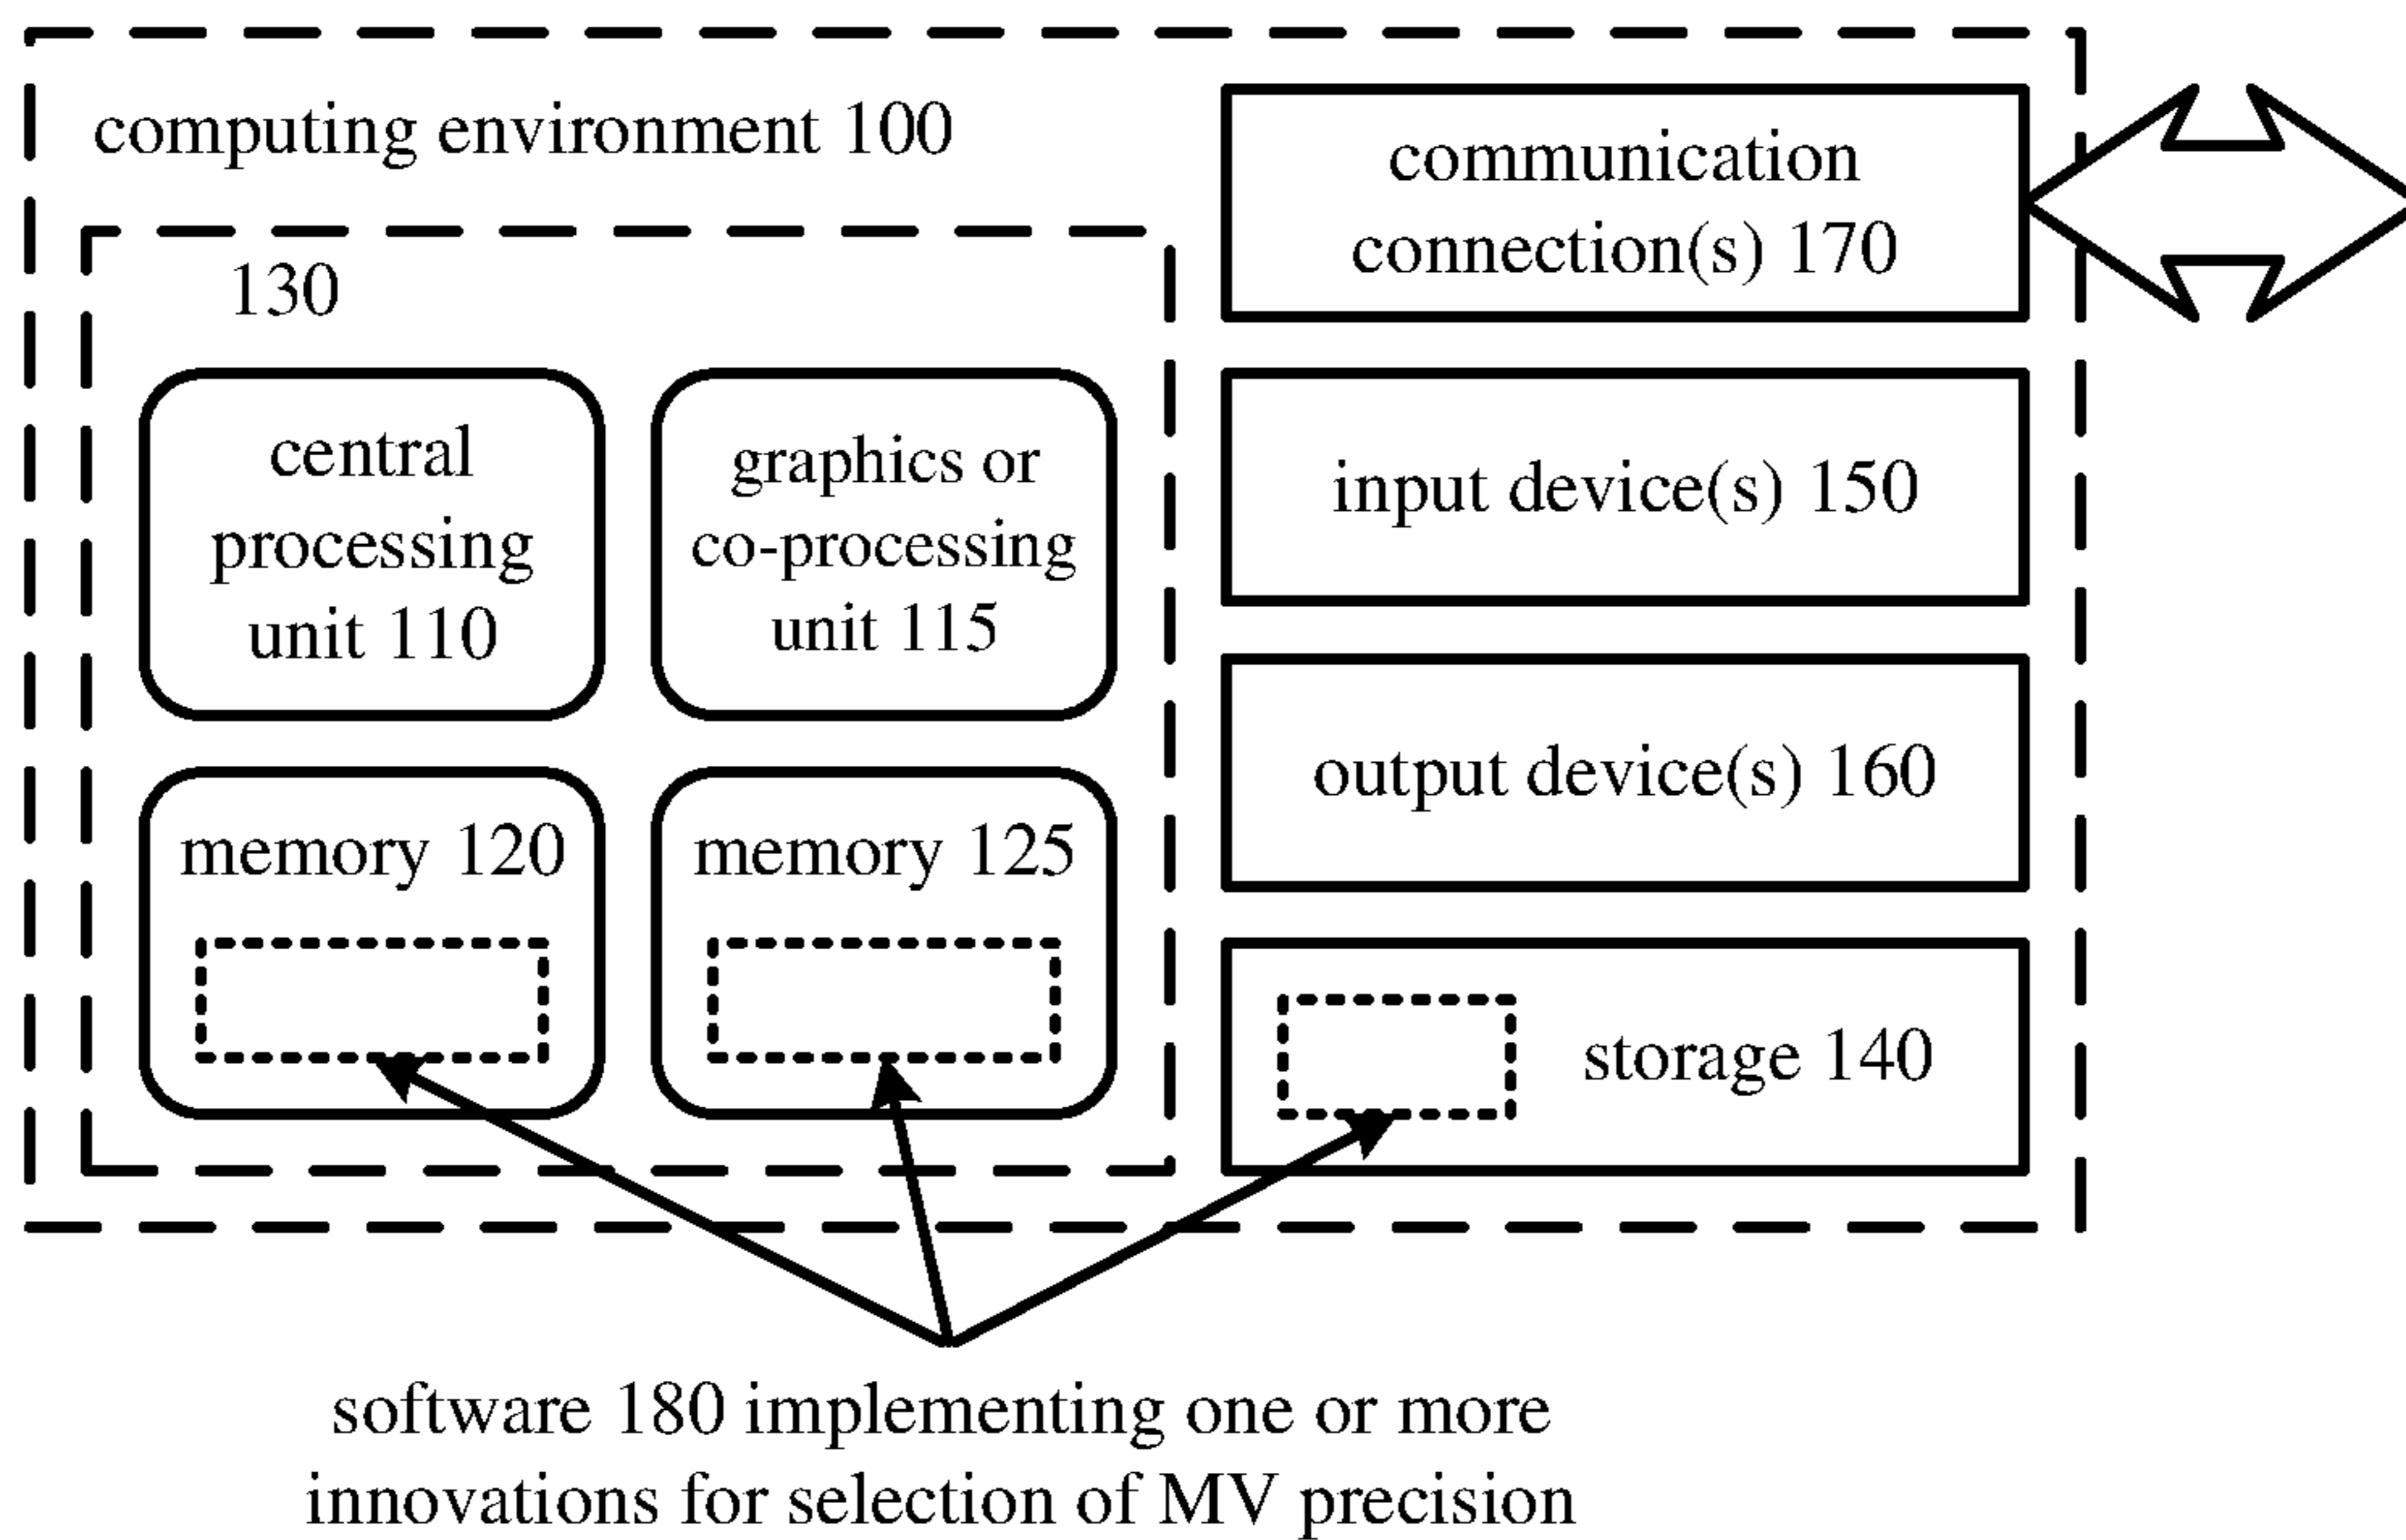 computing environment 100
130
central
processing
unit 110
graphics or
co-processing
unit 115
memory 120
memory 125
communication
connection(s) 170
input device(s) 150
output device(s) 160
storage 140
software 180 implementing one or more
innovations for selection of MV precision